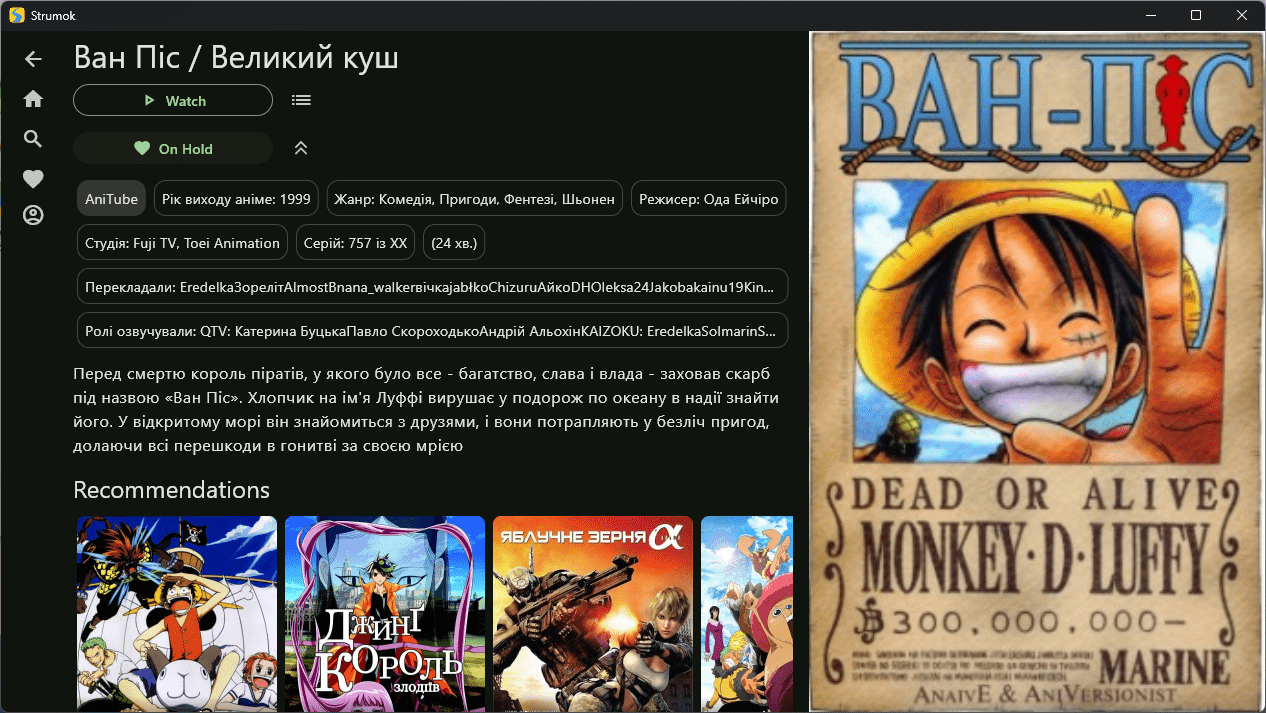 Strumok
Ван Піс / Великий куш
Watch
On Hold
AniTube
Рік виходу аніме: 1999
Жанр: Комедія, Пригоди, Фентезі, Шьонен
Режисер: Ода Ейчіро
Студія: Fuji TV, Toei Animation
Серій: 757 із XX
(24 хв.)
Перекладали: EredelkaЗорелітAlmostBnana_walkerвічкаjabłkoChizuruАйкоDHOleksa24Jakobakainu19Kin...
Ролі озвучували: QTV: Катерина БуцькаПавло СкороходькоАндрій АльохінKAIZOKU: EredelkaSolmarinS...
Перед смертю король піратів, у якого було все - багатство, слава і влада - заховав скарб
під назвою «Ван Піс». Хлопчик на ім'я Луффі вирушає у подорож по океану в надії знайти
його. У відкритому морі він знайомиться з друзями, і вони потрапляють у безліч пригод,
долаючи всі перешкоди в гонитві за своєю мрією
Recommendations
Джинґ
Король
злодіїв
ЯБЛУЧНЕ ЗЕРНЯ α
ВАН-ПІС
DEAD OR ALIVE
MONKEY·D·LUFFY
฿300,000,000–
MARINE
AnaivE & AniVersionist